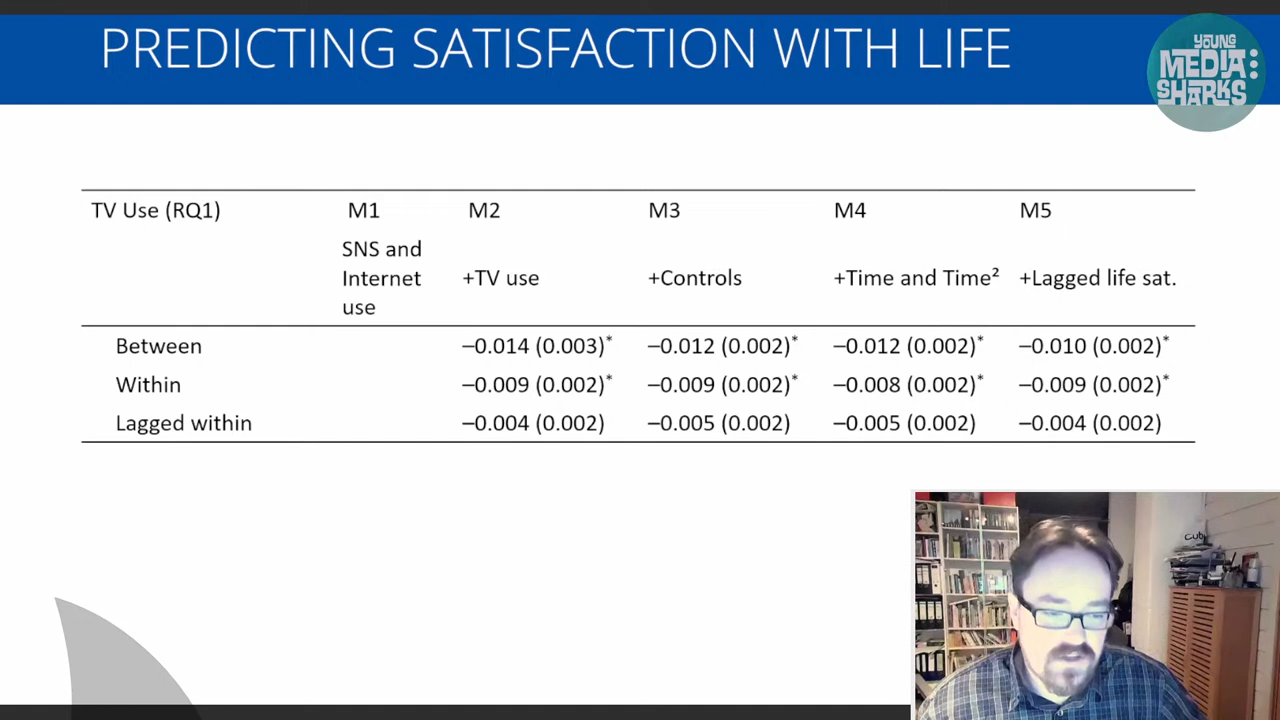 PREDICTING SATISFACTION WITH LIFE
YOUNG
MEDIA:
SHARKS
TV Use (RQ1) M1 M2 M3 M4 M5
SNS and
Internet +TV use +Controls +Time and Time² +Lagged life sat.
use
Between –0.014 (0.003)* –0.012 (0.002)* –0.012 (0.002)* –0.010 (0.002)*
Within –0.009 (0.002)* –0.009 (0.002)* –0.008 (0.002)* –0.009 (0.002)*
Lagged within –0.004 (0.002) –0.005 (0.002) –0.005 (0.002) –0.004 (0.002)